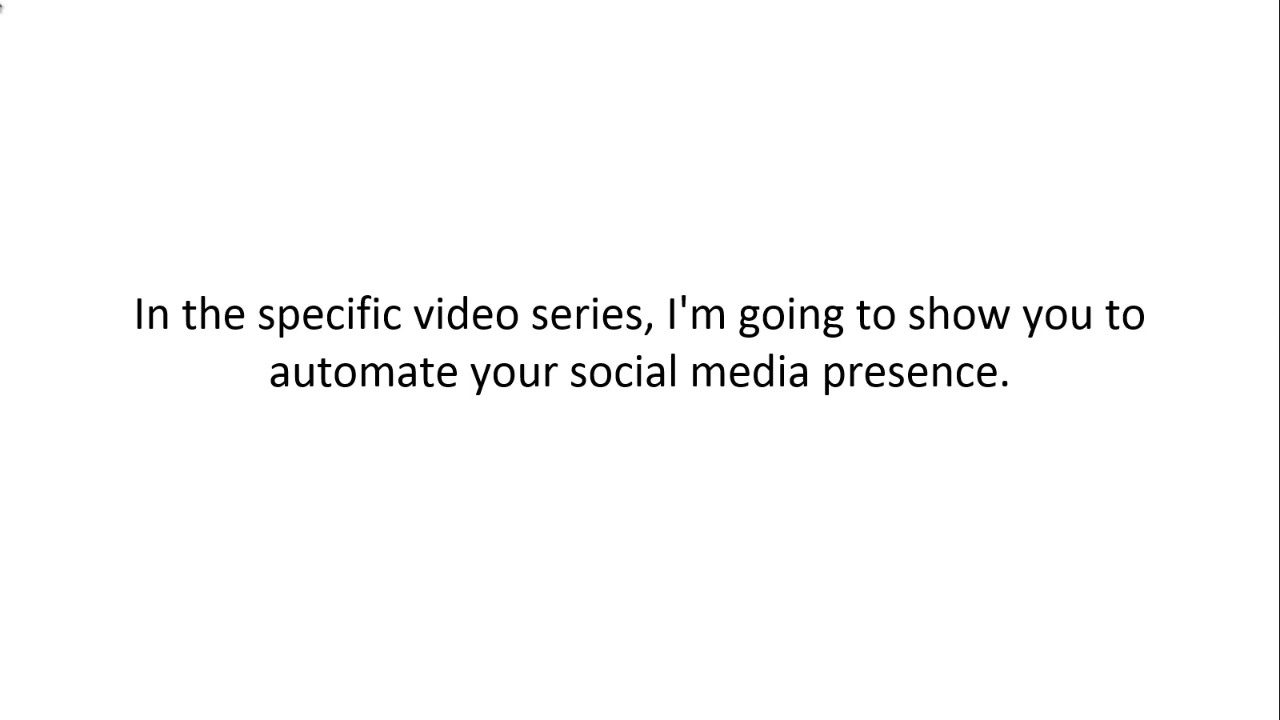 In the specific video series, I'm going to show you to
automate your social media presence.